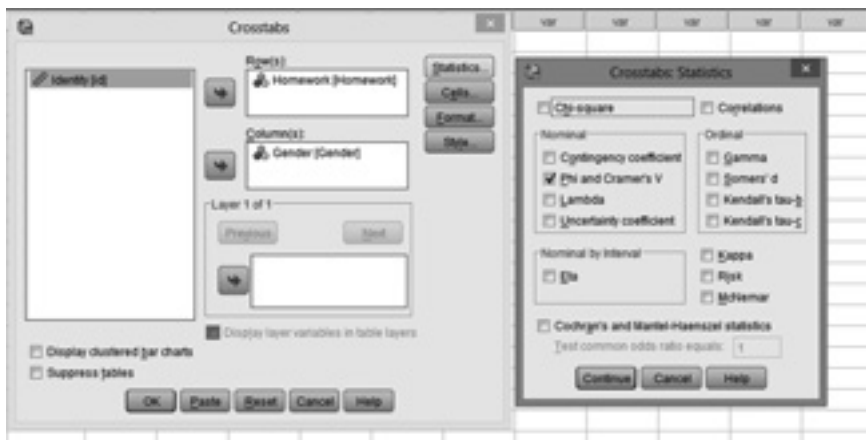 Crosstabs
var var var var var
Identity [id]
Row(s):
Homework [Homework]
Column(s):
Gender [Gender]
Statistics...
Cells...
Format...
Style...
Layer 1 of 1
Previous Next
Display layer variables in table layers
Display clustered bar charts
Suppress tables
OK Paste Reset Cancel Help
Crosstabs: Statistics
Chi-square Correlations
Nominal
Contingency coefficient
Phi and Cramer's V
Lambda
Uncertainty coefficient
Ordinal
Gamma
Somers' d
Kendall's tau-b
Kendall's tau-c
Nominal by Interval
Eta
Kappa
Risk
McNemar
Cochran's and Mantel-Haenszel statistics
Test common odds ratio equals: 1
Continue Cancel Help